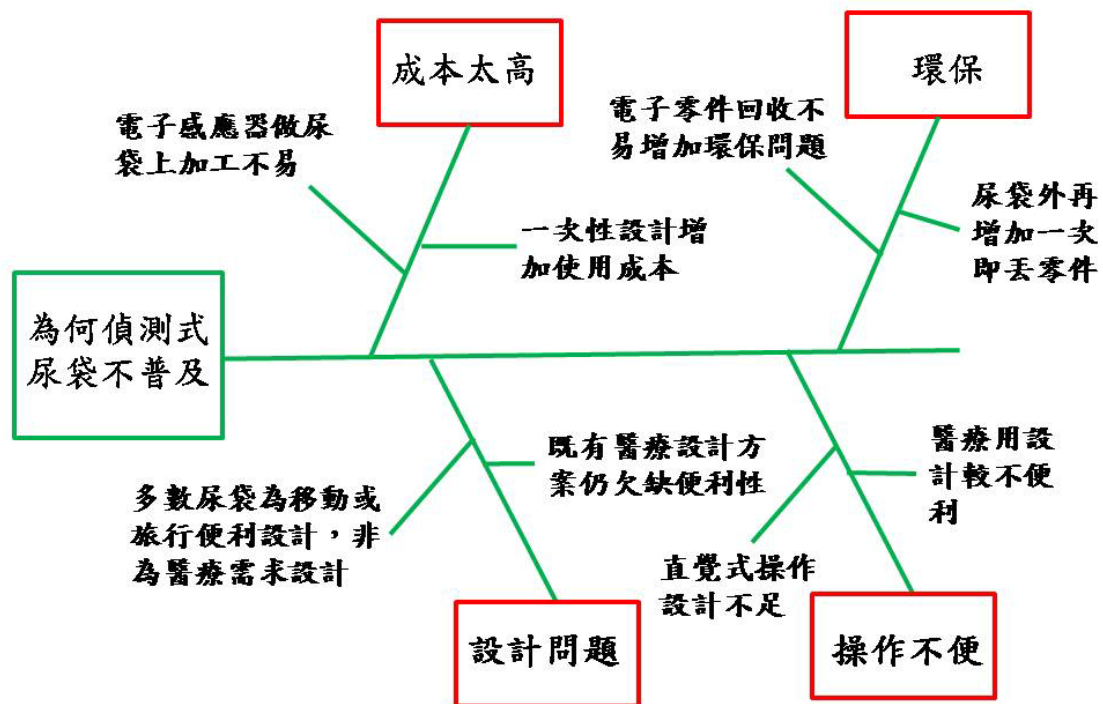 成本太高
環保
電子感應器做尿
袋上加工不易
電子零件回收不
易增加環保問題
一次性設計增
加使用成本
尿袋外再
增加一次
即丟零件
為何偵測式
尿袋不普及
既有醫療設計方
案仍欠缺便利性
醫療用設
計較不便
利
多數尿袋為移動或
旅行便利設計，非
為醫療需求設計
直覺式操作
設計不足
設計問題
操作不便